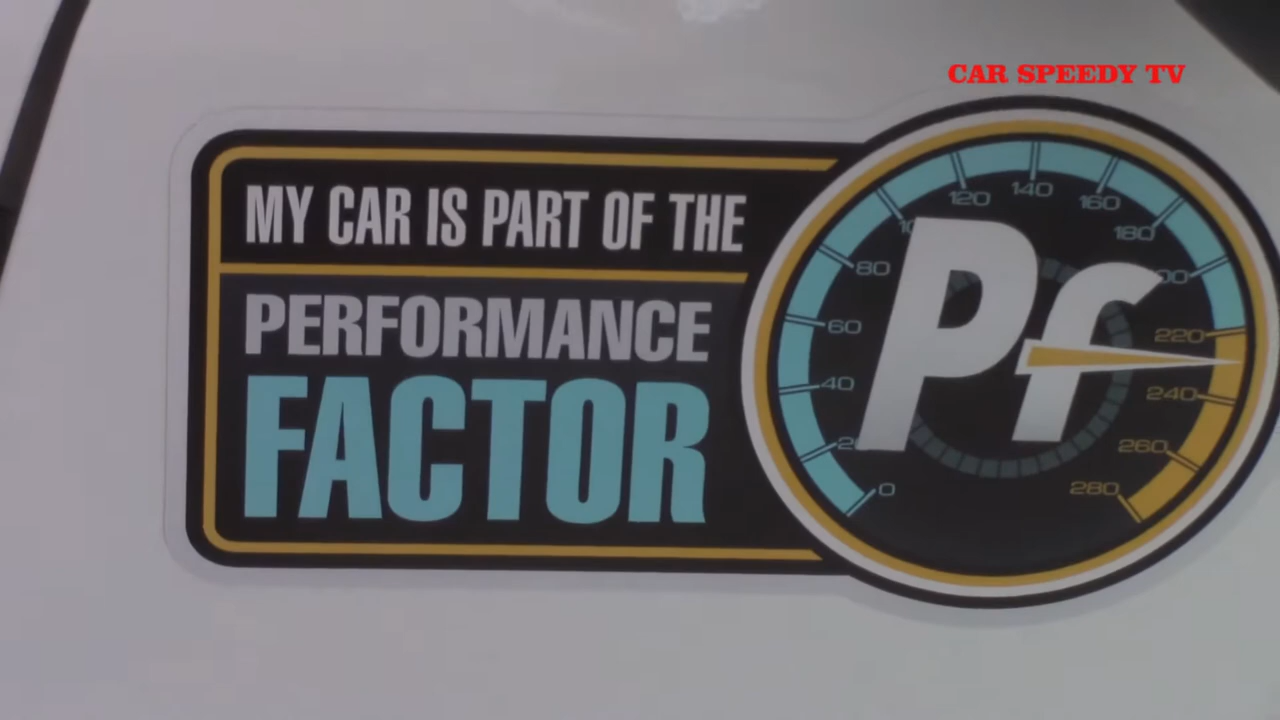 CAR SPEEDY TV
MY CAR IS PART OF THE
PERFORMANCE
FACTOR
Pf
0
40
60
80
120
140
160
180
220
240
260
280